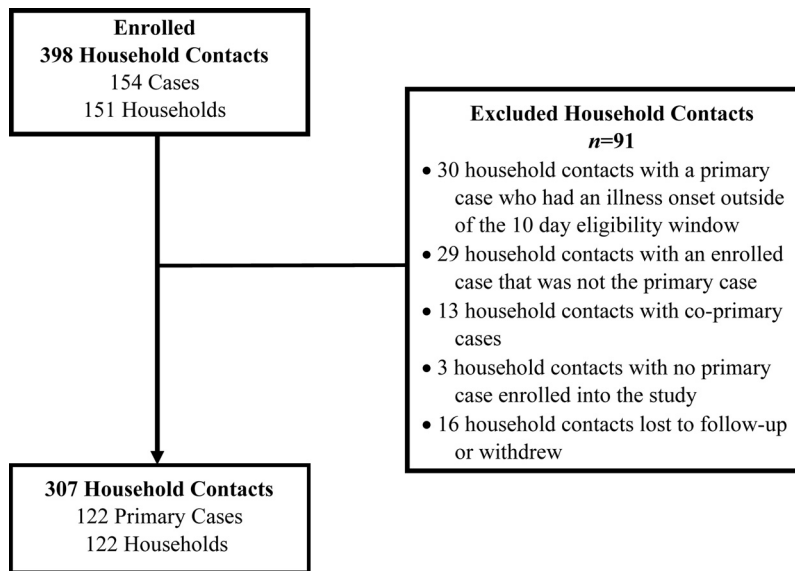 Enrolled
398 Household Contacts
154 Cases
151 Households
Excluded Household Contacts
n=91
• 30 household contacts with a primary
case who had an illness onset outside
of the 10 day eligibility window
• 29 household contacts with an enrolled
case that was not the primary case
• 13 household contacts with co-primary
cases
• 3 household contacts with no primary
case enrolled into the study
• 16 household contacts lost to follow-up
or withdrew
307 Household Contacts
122 Primary Cases
122 Households